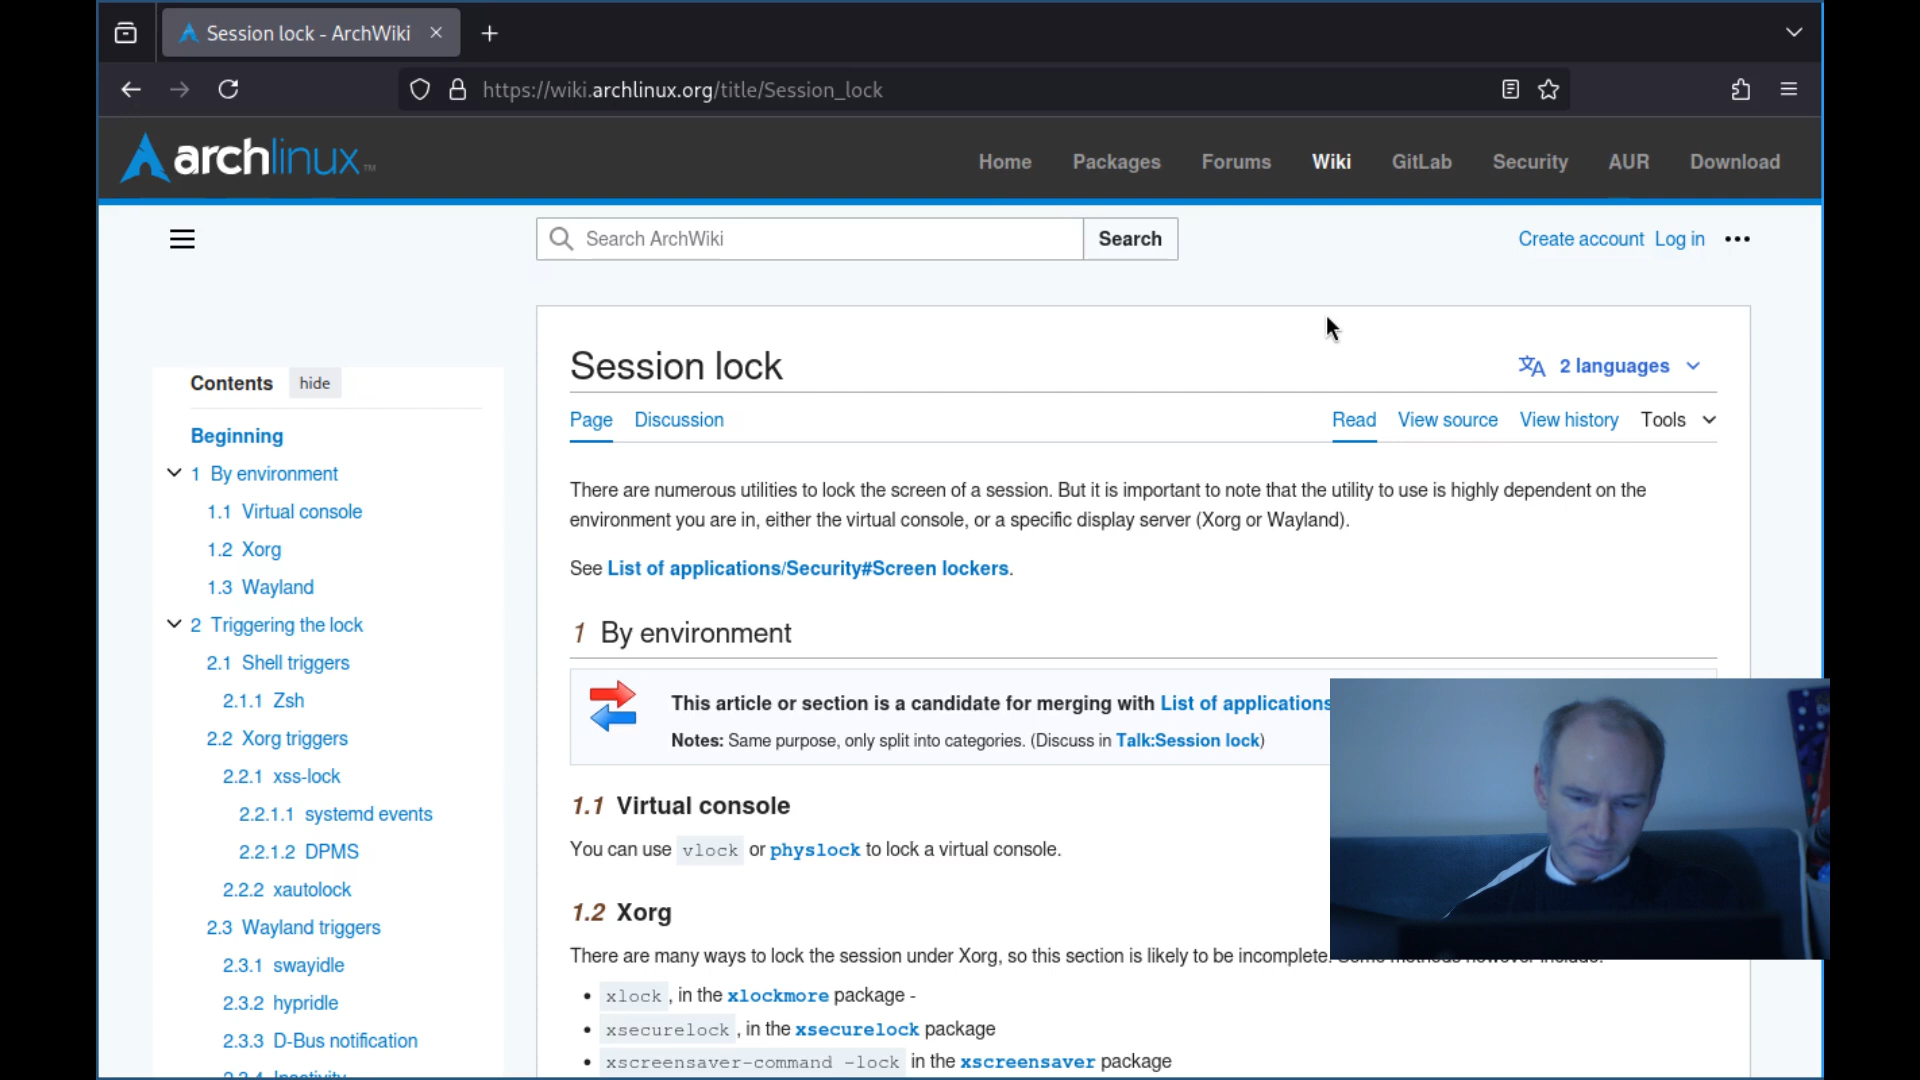 Session lock - ArchWiki
https://wiki.archlinux.org/title/Session_lock
archlinux™
Home Packages Forums Wiki GitLab Security AUR Download
Search ArchWiki Search Create account Log in
Contents hide
Beginning
1 By environment
1.1 Virtual console
1.2 Xorg
1.3 Wayland
2 Triggering the lock
2.1 Shell triggers
2.1.1 Zsh
2.2 Xorg triggers
2.2.1 xss-lock
2.2.1.1 systemd events
2.2.1.2 DPMS
2.2.2 xautolock
2.3 Wayland triggers
2.3.1 swayidle
2.3.2 hypridle
2.3.3 D-Bus notification
Session lock
2 languages
Page Discussion Read View source View history Tools
There are numerous utilities to lock the screen of a session. But it is important to note that the utility to use is highly dependent on the
environment you are in, either the virtual console, or a specific display server (Xorg or Wayland).
See List of applications/Security#Screen lockers.
1 By environment
This article or section is a candidate for merging with List of applications
Notes: Same purpose, only split into categories. (Discuss in Talk:Session lock)
1.1 Virtual console
You can use vlock or physlock to lock a virtual console.
1.2 Xorg
There are many ways to lock the session under Xorg, so this section is likely to be incomplete.
• xlock, in the xlockmore package -
• xsecurelock, in the xsecurelock package
• xscreensaver-command -lock in the xscreensaver package